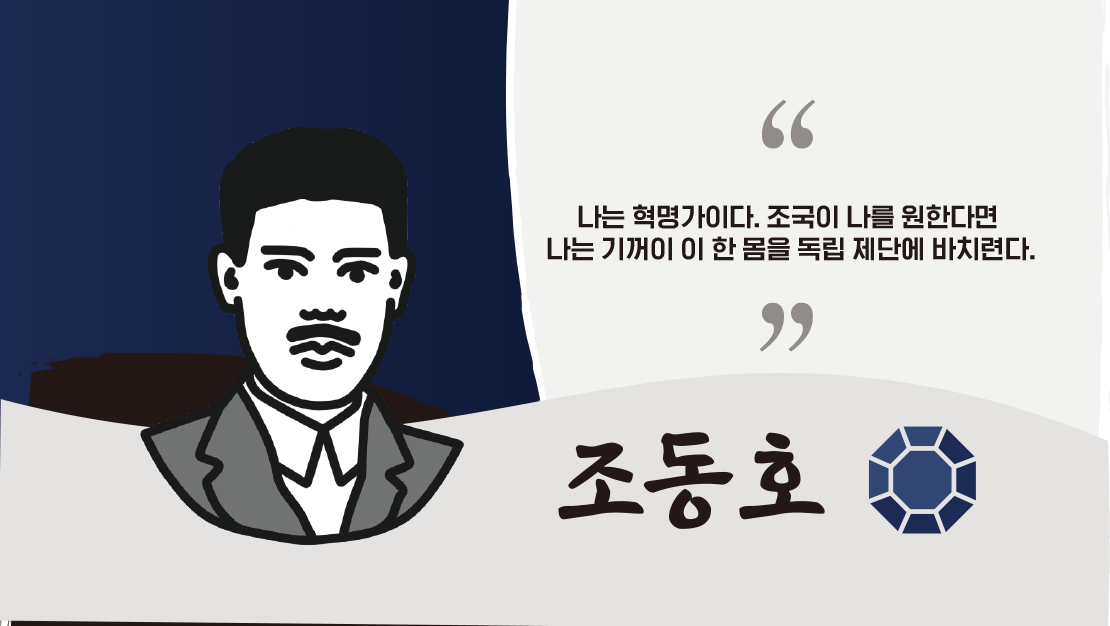 “
나는 혁명가이다. 조국이 나를 원한다면
나는 기꺼이 이 한 몸을 독립 제단에 바치련다.
”
조동호